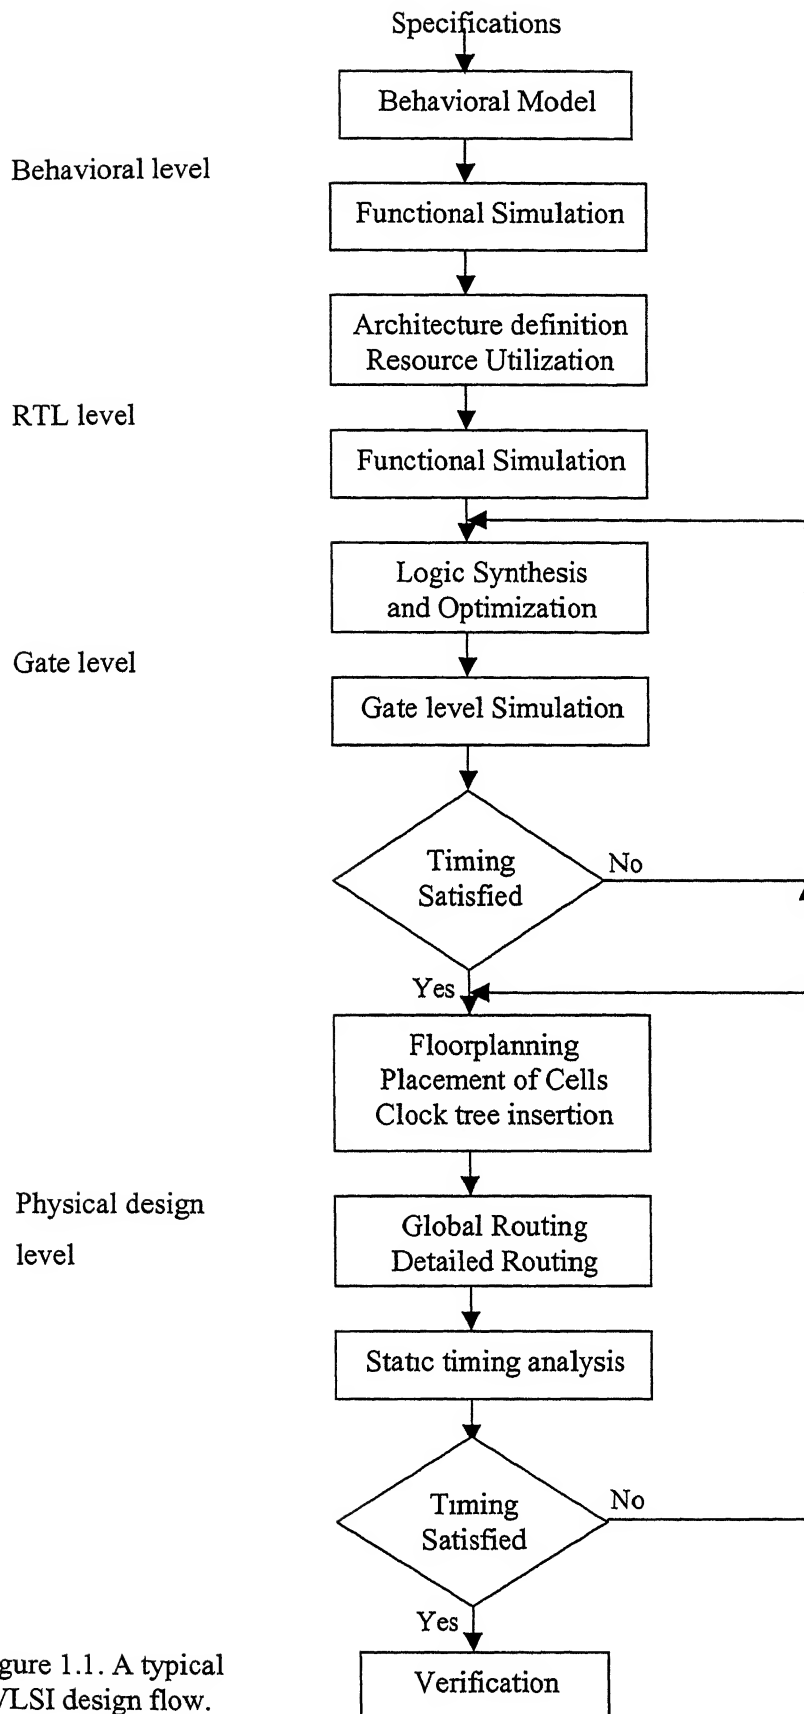 Specifications
Behavioral Model
Behavioral level
Functional Simulation
Architecture definition
Resource Utilization
RTL level
Functional Simulation
Logic Synthesis
and Optimization
Gate level
Gate level Simulation
Timing
Satisfied
No
Yes
Floorplanning
Placement of Cells
Clock tree insertion
Physical design
level
Global Routing
Detailed Routing
Static timing analysis
Timing
Satisfied
No
Yes
Verification
gure 1.1. A typical
VLSI design flow.